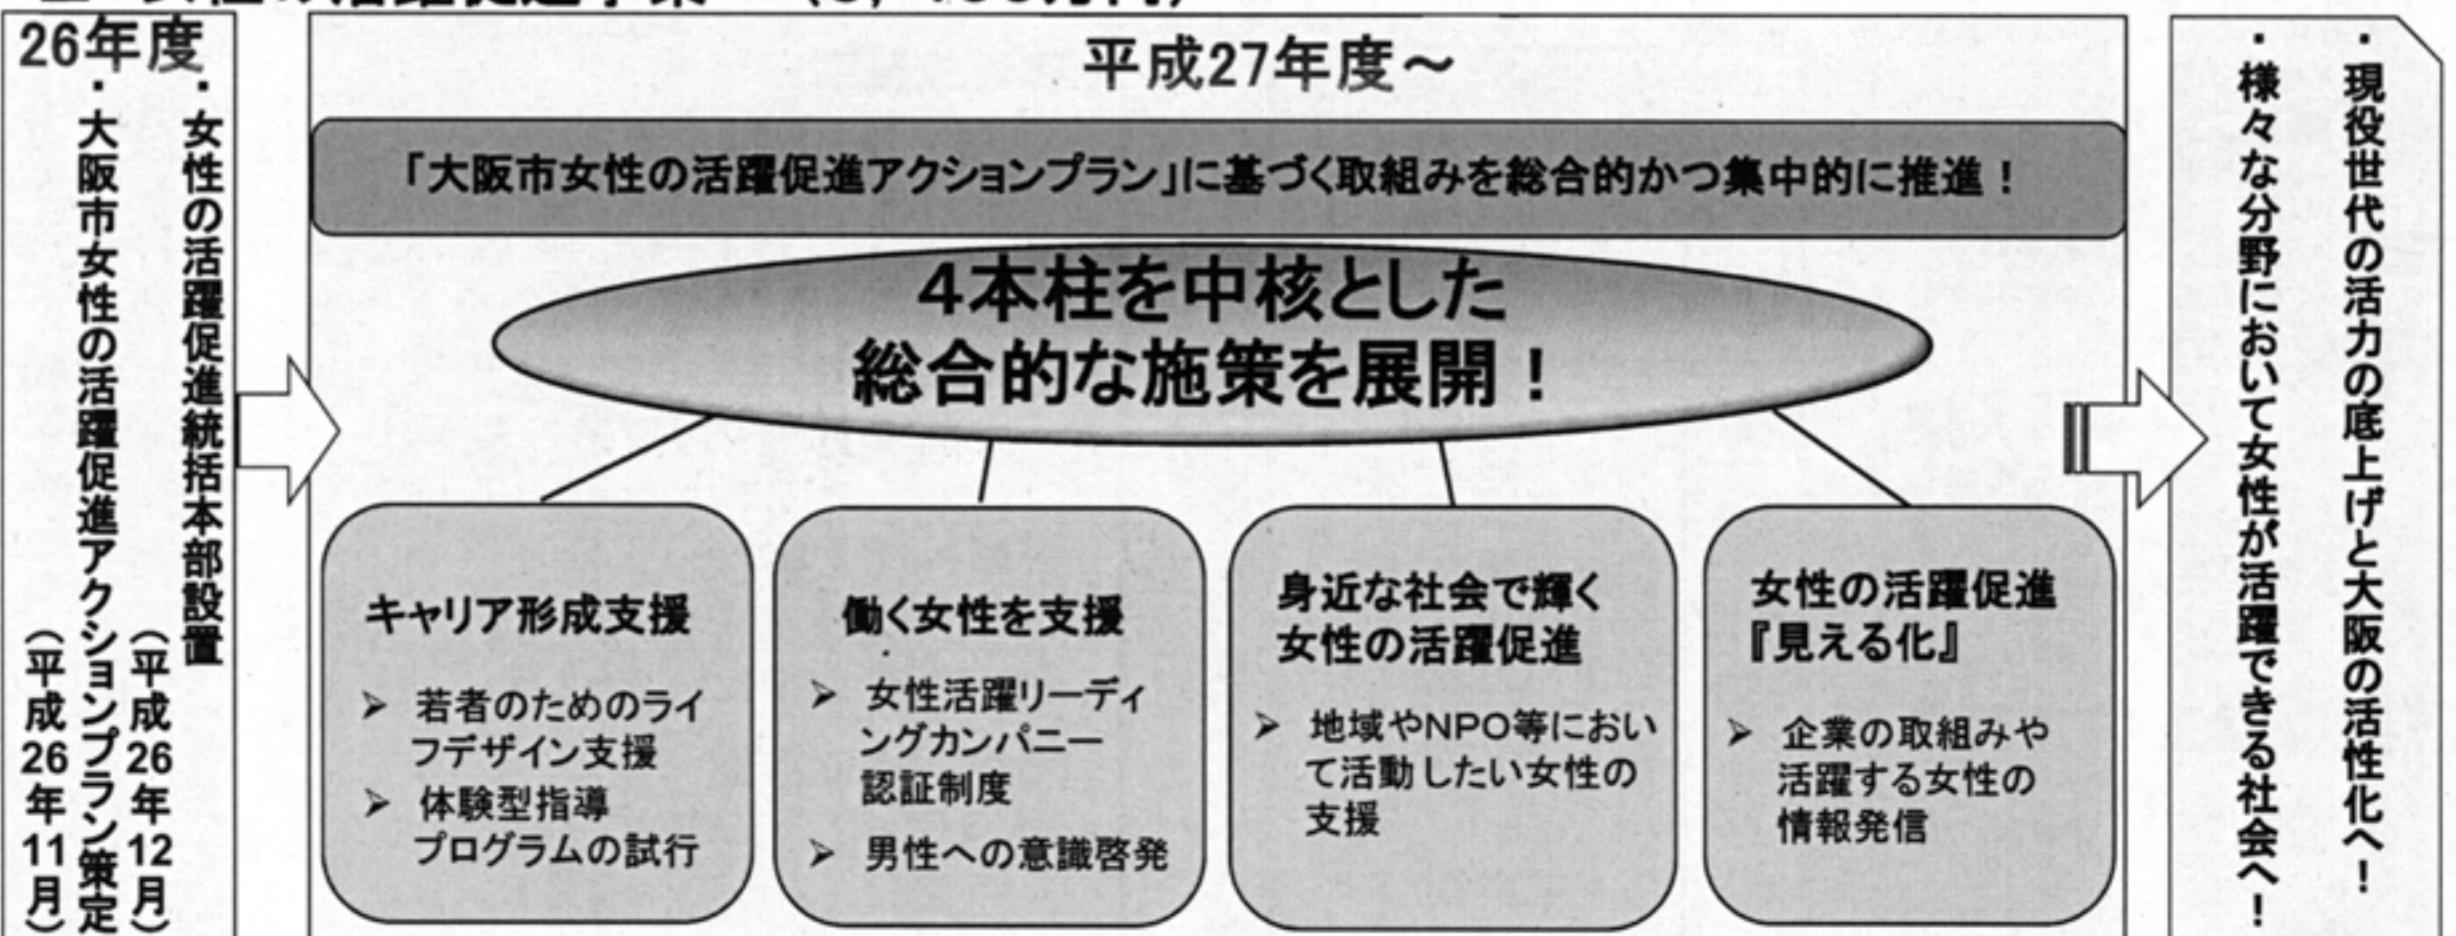 26年度
・女性の活躍促進統括本部設置
（平成26年12月）
・大阪市女性の活躍促進アクションプラン策定
（平成26年11月）
平成27年度～
「大阪市女性の活躍促進アクションプラン」に基づく取組みを総合的かつ集中的に推進！
４本柱を中核とした
総合的な施策を展開！
キャリア形成支援
➢ 若者のためのライ
フデザイン支援
➢ 体験型指導
プログラムの試行
働く女性を支援
➢ 女性活躍リーディ
ングカンパニー
認証制度
➢ 男性への意識啓発
身近な社会で輝く
女性の活躍促進
➢ 地域やNPO等におい
て活動したい女性の
支援
女性の活躍促進
『見える化』
➢ 企業の取組みや
活躍する女性の
情報発信
・現役世代の活力の底上げと大阪の活性化へ！
・様々な分野において女性が活躍できる社会へ！